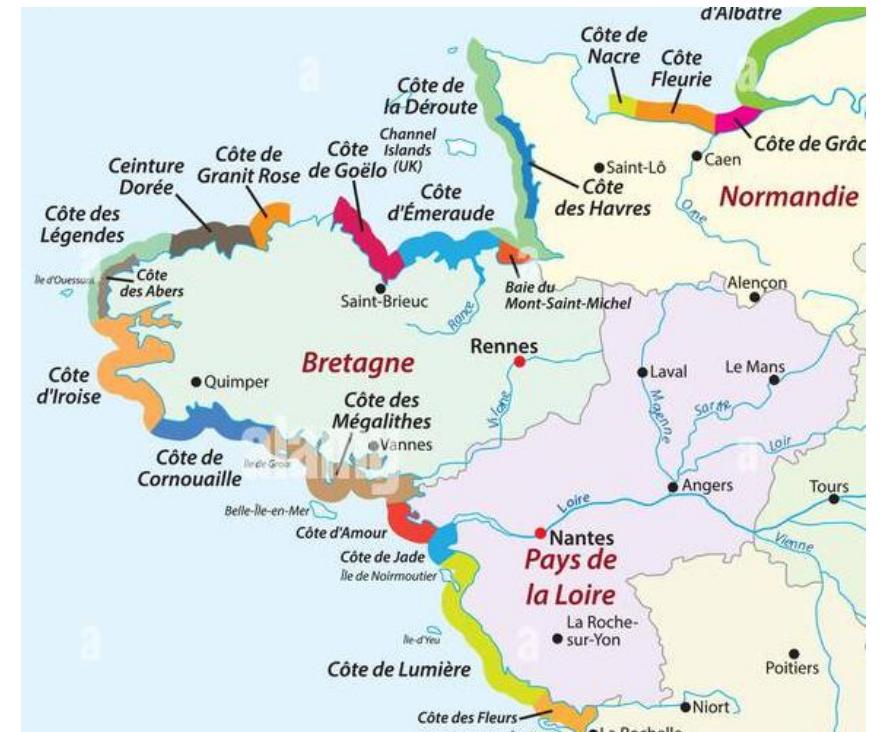 d'Albâtre
Côte de
Nacre
Côte
Fleurie
Côte de
la Déroute
Channel
Islands
(UK)
Côte de Grâc
Caen
Saint-Lô
Côte
des Havres
Normandie
Orne
Ceinture
Dorée
Côte de
Granit Rose
Côte
de Goëlo
Côte
d'Émeraude
Côte des
Légendes
Île d'Ouessant
Côte
des Abers
Saint-Brieuc
Rance
Baie du
Mont-Saint-Michel
Alençon
Rennes
Bretagne
Laval
Le Mans
Côte
d'Iroise
Quimper
Côte des
Mégalithes
Vilaine
Mayenne
Sarthe
Vannes
alamy
Loir
Côte de
Cornouaille
Île de Groix
Angers
Tours
Belle-Île-en-Mer
Loire
Côte d'Amour
Nantes
Vienne
Côte de Jade
Pays de
la Loire
Île de Noirmoutier
La Roche-
sur-Yon
Île-d'Yeu
Poitiers
Côte de Lumière
Niort
Côte des Fleurs
La Rochelle
a
a
a
a
a
a
a